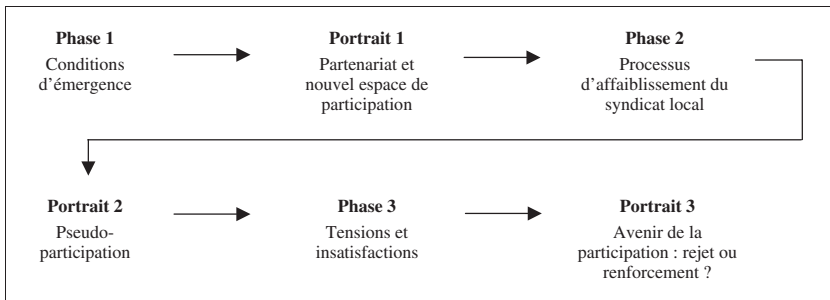 Phase 1
Conditions
d’émergence
Portrait 1
Partenariat et
nouvel espace de
participation
Phase 2
Processus
d’affaiblissement du
syndicat local
Portrait 2
Pseudo-
participation
Phase 3
Tensions et
insatisfactions
Portrait 3
Avenir de la
participation : rejet ou
renforcement ?